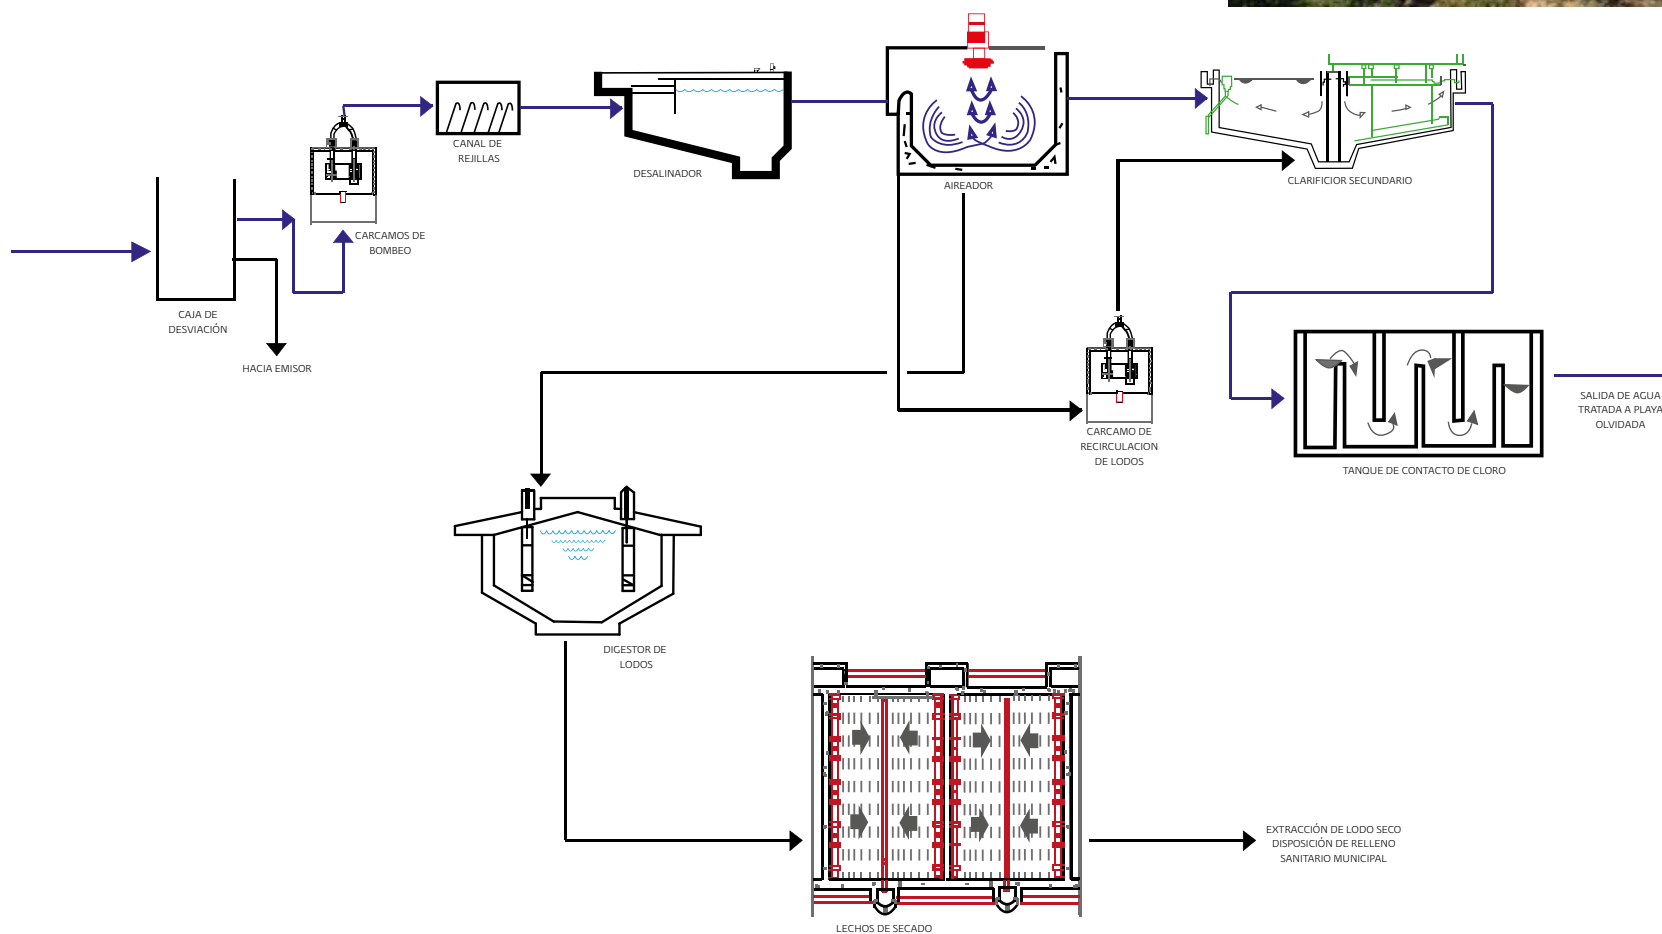 CANAL DE
REJILLAS
DESALINADOR
AIREADOR
CLARIFICIOR SECUNDARIO
CARCAMOS DE
BOMBEO
CAJA DE
DESVIACIÓN
HACIA EMISOR
CARCAMO DE
RECIRCULACION
DE LODOS
SALIDA DE AGUA
TRATADA A PLAYA
OLVIDADA
TANQUE DE CONTACTO DE CLORO
DIGESTOR DE
LODOS
EXTRACCIÓN DE LODO SECO
DISPOSICIÓN DE RELLENO
SANITARIO MUNICIPAL
LECHOS DE SECADO